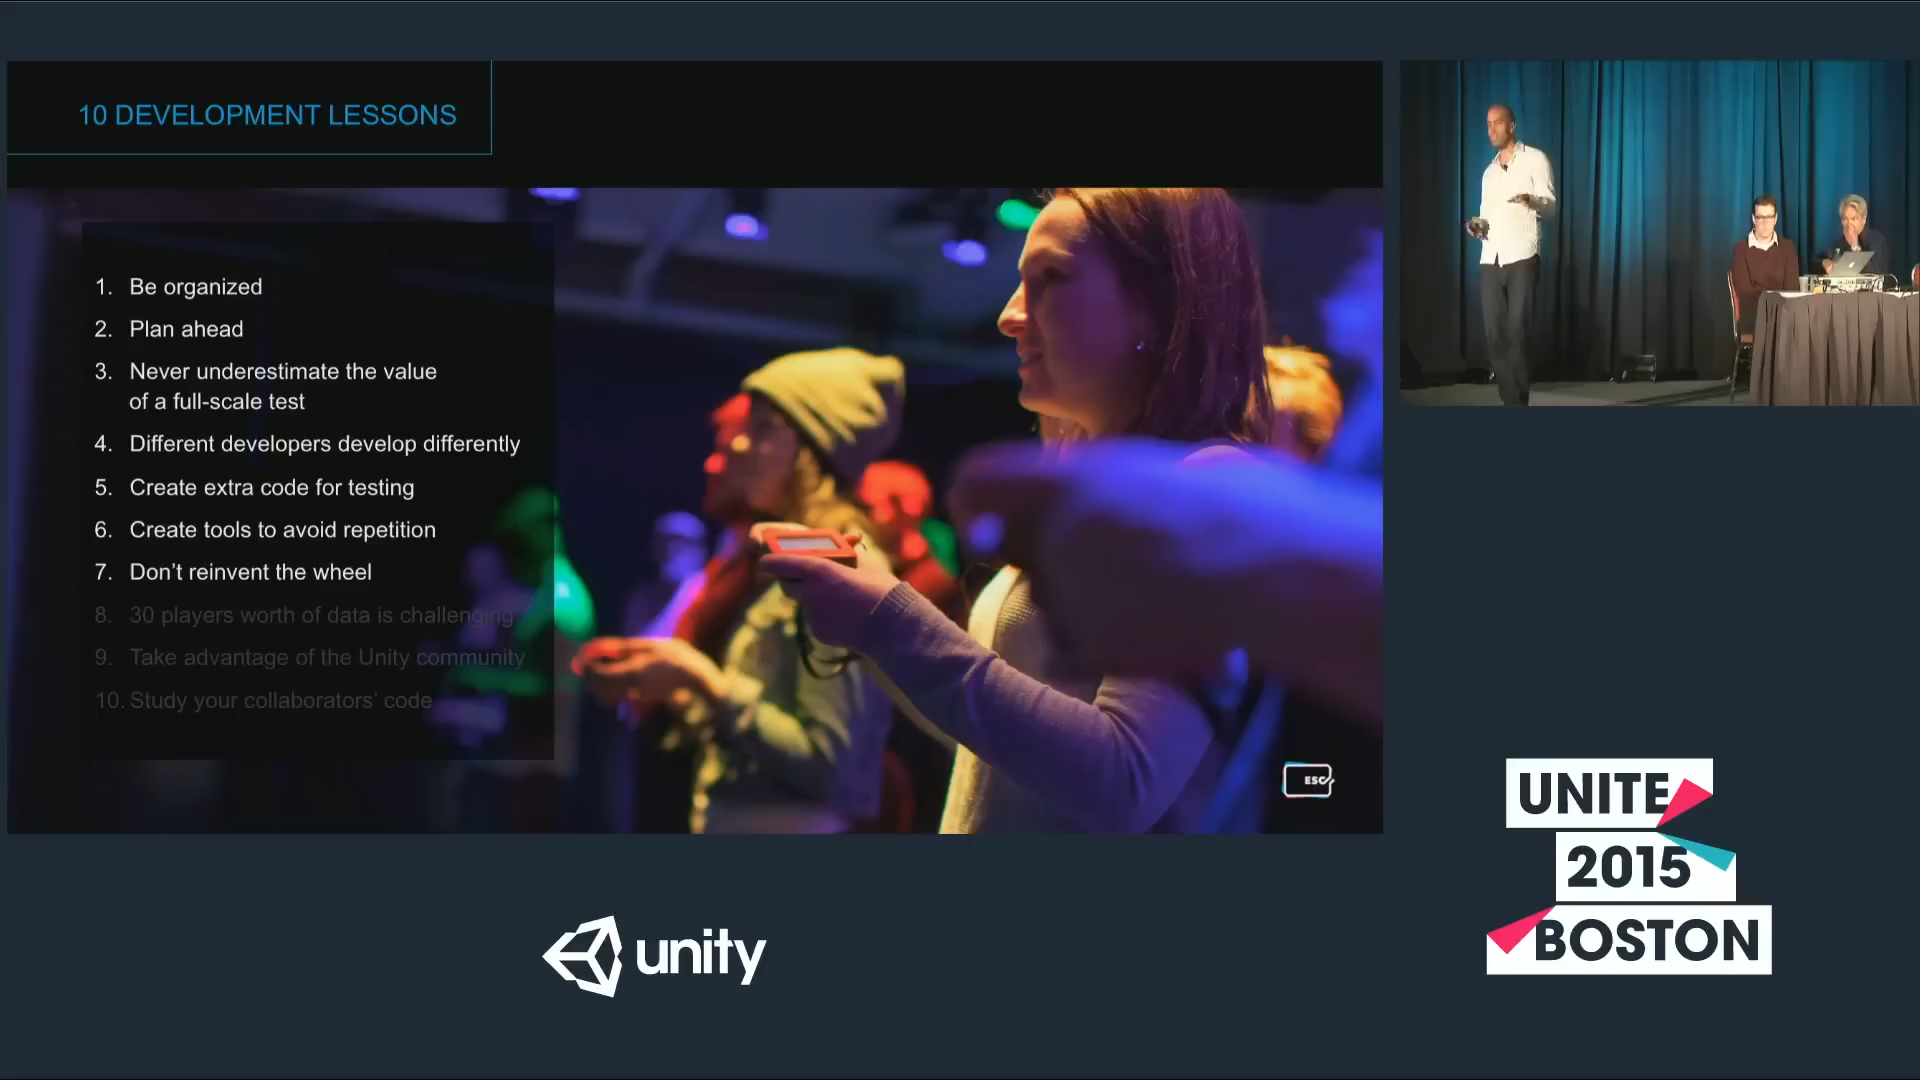 10 DEVELOPMENT LESSONS
1. Be organized
2. Plan ahead
3. Never underestimate the value
of a full-scale test
4. Different developers develop differently
5. Create extra code for testing
6. Create tools to avoid repetition
7. Don’t reinvent the wheel
8. 30 players worth of data is challenging
9. Take advantage of the Unity community
10. Study your collaborators’ code
ESC
unity
UNITE
2015
BOSTON